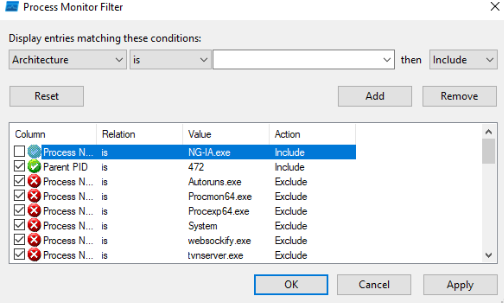 Process Monitor Filter
Display entries matching these conditions:
Architecture is then Include
Reset Add Remove
Column Relation Value Action
Process N... is NG-IA.exe Include
Parent PID is 472 Include
Process N... is Autoruns.exe Exclude
Process N... is Procmon64.exe Exclude
Process N... is Procexp64.exe Exclude
Process N... is System Exclude
Process N... is websockify.exe Exclude
Process N... is tvnserver.exe Exclude
OK Cancel Apply